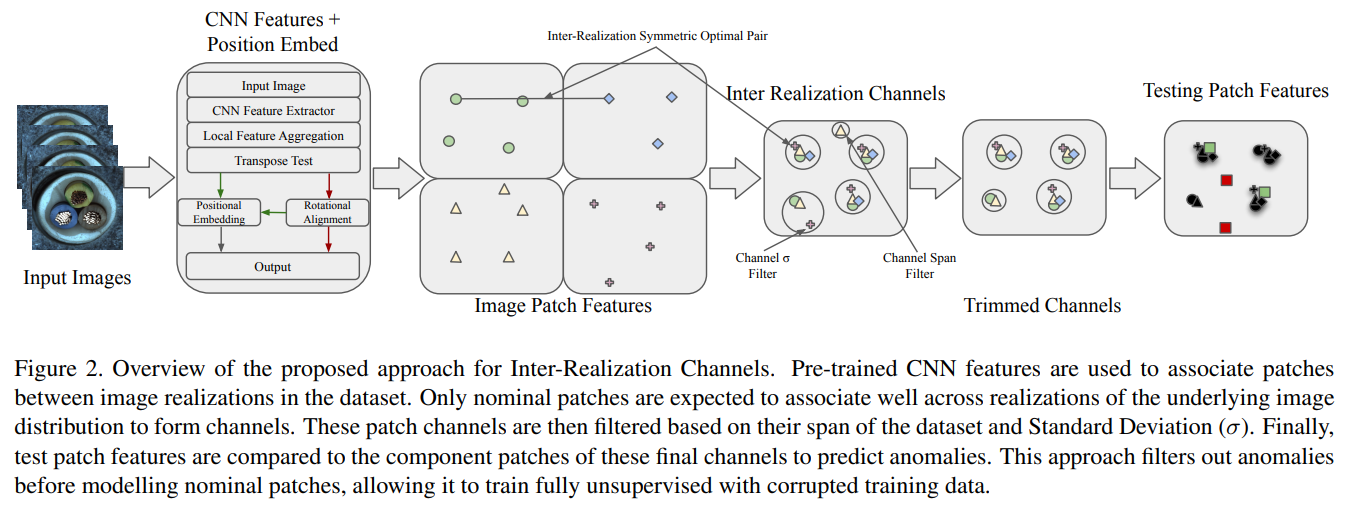 CNN Features +
Position Embed
Input Image
CNN Feature Extractor
Local Feature Aggregation
Transpose Test
Positional
Embedding
Rotational
Alignment
Output
Input Images
Inter-Realization Symmetric Optimal Pair
Image Patch Features
Inter Realization Channels
Channel σ
Filter
Channel Span
Filter
Trimmed Channels
Testing Patch Features
Figure 2. Overview of the proposed approach for Inter-Realization Channels. Pre-trained CNN features are used to associate patches
between image realizations in the dataset. Only nominal patches are expected to associate well across realizations of the underlying image
distribution to form channels. These patch channels are then filtered based on their span of the dataset and Standard Deviation (σ). Finally,
test patch features are compared to the component patches of these final channels to predict anomalies. This approach filters out anomalies
before modelling nominal patches, allowing it to train fully unsupervised with corrupted training data.